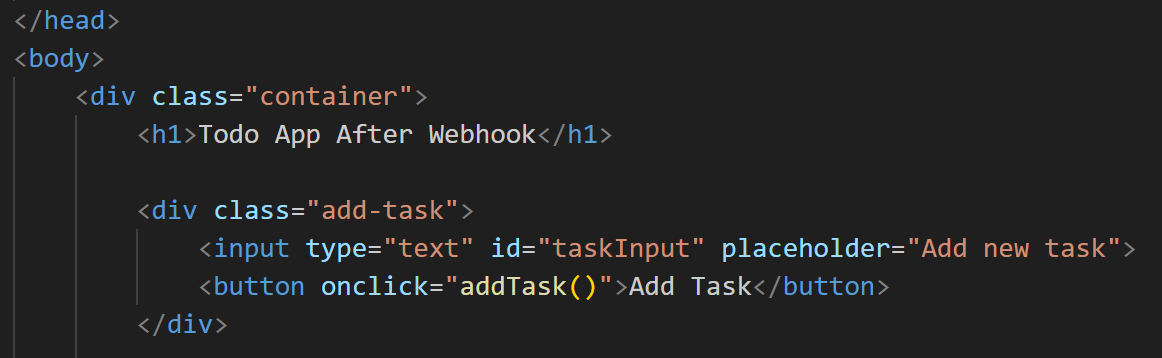 </head>
<body>
<div class="container">
<h1>Todo App After Webhook</h1>
<div class="add-task">
<input type="text" id="taskInput" placeholder="Add new task">
<button onclick="addTask()">Add Task</button>
</div>